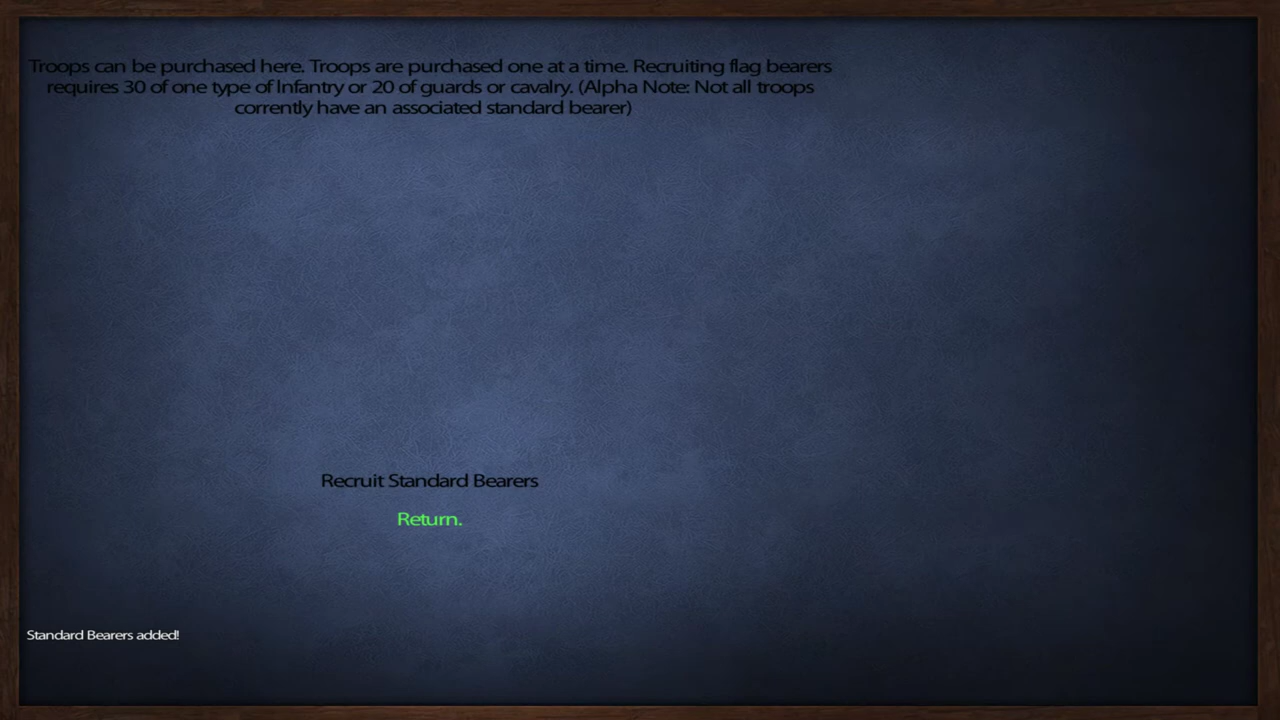 Troops can be purchased here. Troops are purchased one at a time. Recruiting flag bearers
requires 30 of one type of Infantry or 20 of guards or cavalry. (Alpha Note: Not all troops
corrently have an associated standard bearer)
Recruit Standard Bearers
Return.
Standard Bearers added!